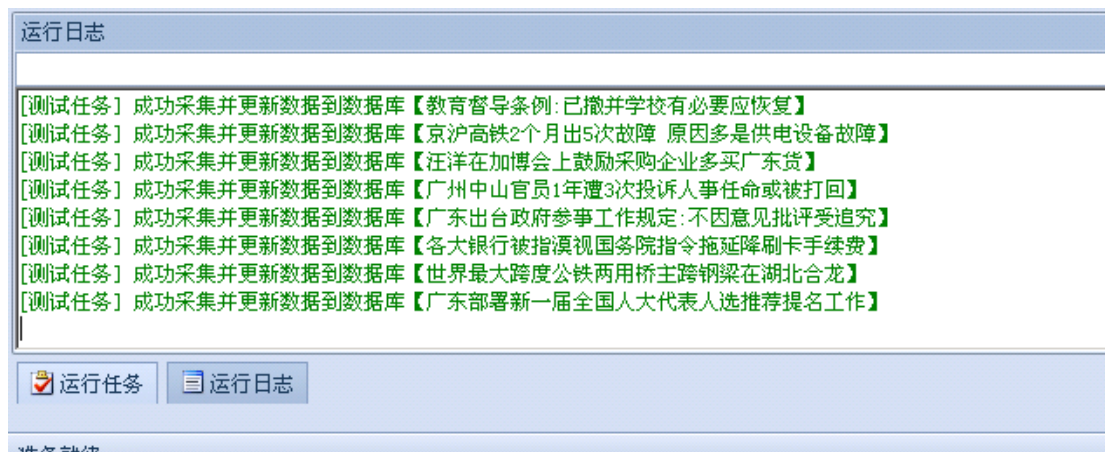 运行日志
[测试任务] 成功采集并更新数据到数据库【教育督导条例:已撤并学校有必要应恢复】
[测试任务] 成功采集并更新数据到数据库【京沪高铁2个月出5次故障 原因多是供电设备故障】
[测试任务] 成功采集并更新数据到数据库【汪洋在加博会上鼓励采购企业多买广东货】
[测试任务] 成功采集并更新数据到数据库【广州中山官员1年遭3次投诉人事任命或被打回】
[测试任务] 成功采集并更新数据到数据库【广东出台政府参事工作规定:不因意见批评受追究】
[测试任务] 成功采集并更新数据到数据库【各大银行被指漠视国务院指令拖延降刷卡手续费】
[测试任务] 成功采集并更新数据到数据库【世界最大跨度公铁两用桥主跨钢梁在湖北合龙】
[测试任务] 成功采集并更新数据到数据库【广东部署新一届全国人大代表人选推荐提名工作】
运行任务 运行日志